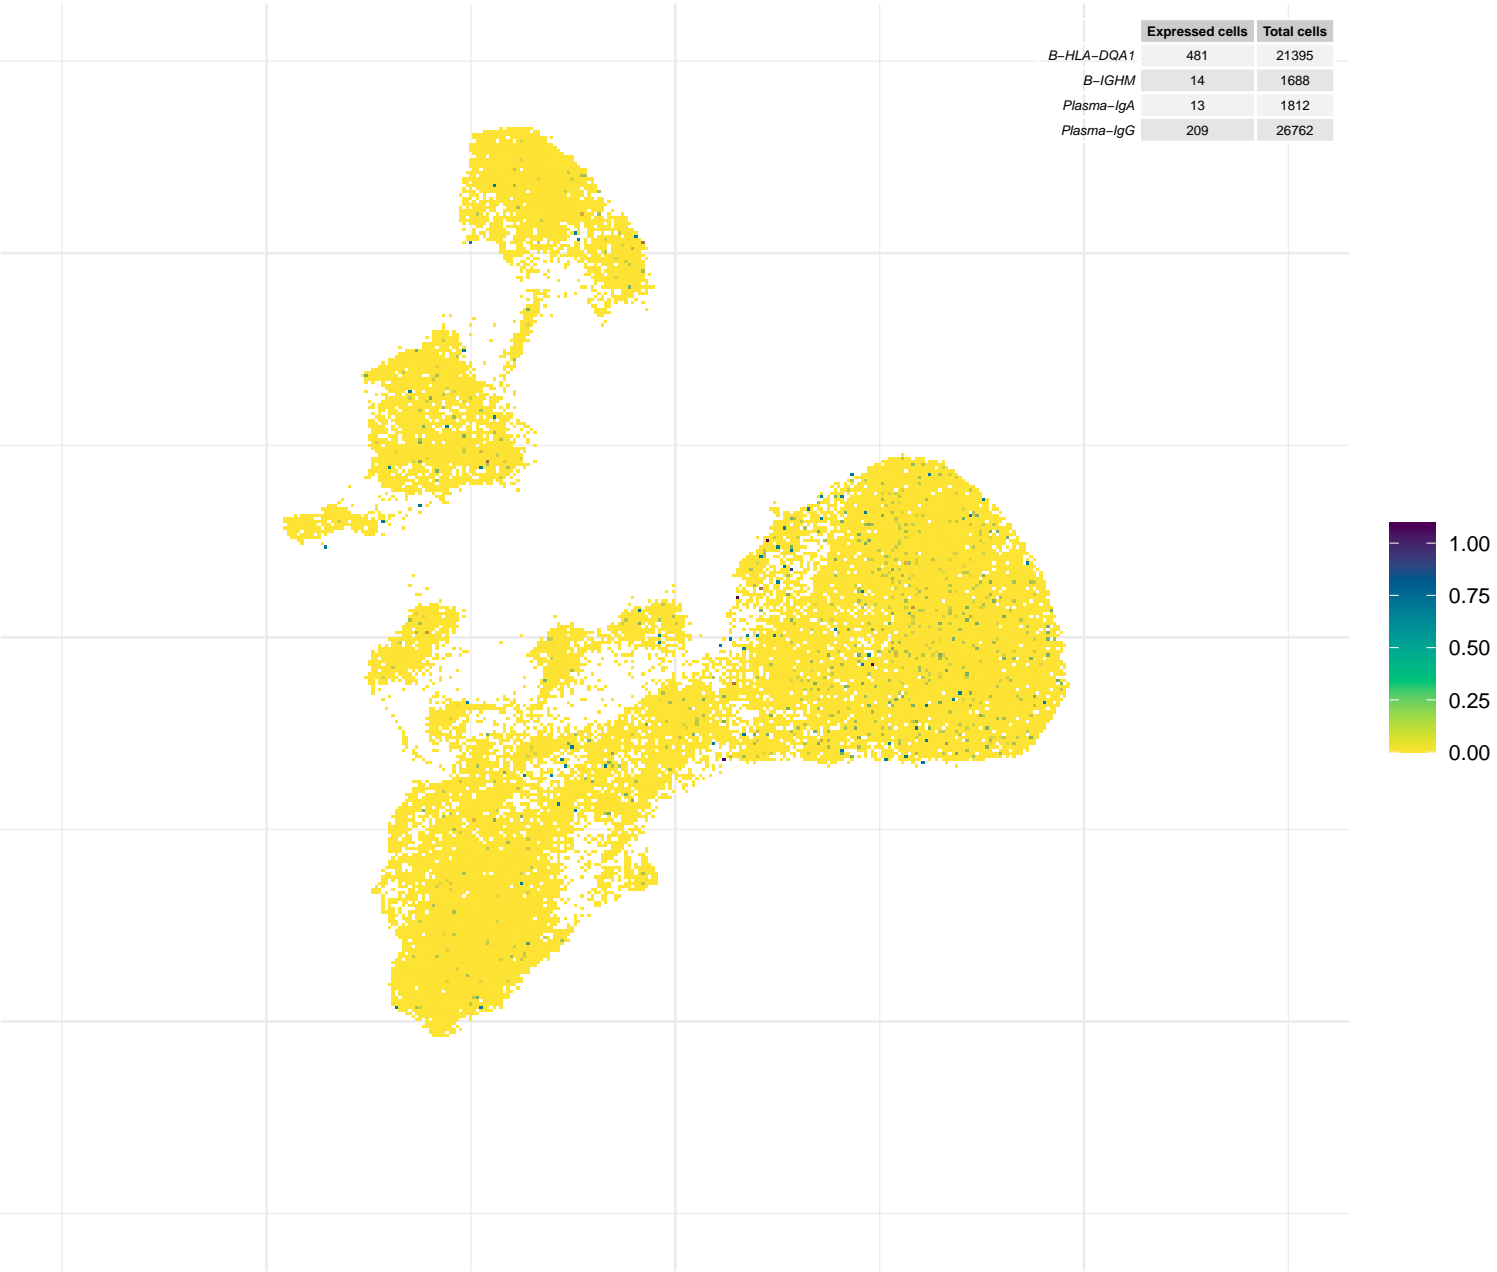 Expressed cells Total cells
B−HLA−DQA1 481 21395
B−IGHM 14 1688
Plasma−IgA 13 1812
Plasma−IgG 209 26762
1.00
0.75
0.50
0.25
0.00